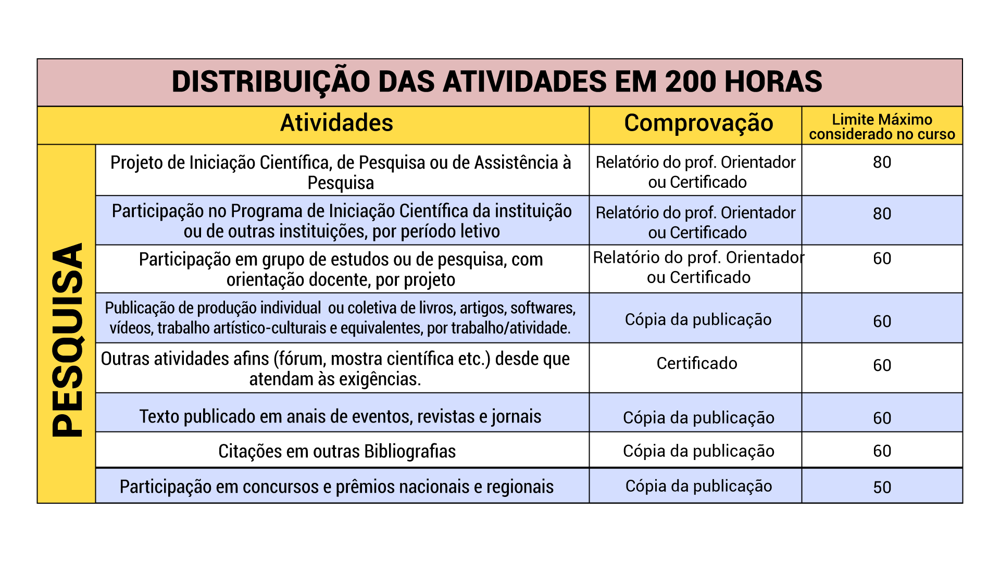 DISTRIBUIÇÃO DAS ATIVIDADES EM 200 HORAS
Atividades
Comprovação
Limite Máximo
considerado no curso
PESQUISA
Projeto de Iniciação Científica, de Pesquisa ou de Assistência à
Pesquisa
Relatório do prof. Orientador
ou Certificado
80
Participação no Programa de Iniciação Científica da instituição
ou de outras instituições, por período letivo
Relatório do prof. Orientador
ou Certificado
80
Participação em grupo de estudos ou de pesquisa, com
orientação docente, por projeto
Relatório do prof. Orientador
ou Certificado
60
Publicação de produção individual  ou coletiva de livros, artigos, softwares,
vídeos, trabalho artístico-culturais e equivalentes, por trabalho/atividade.
Cópia da publicação
60
Outras atividades afins (fórum, mostra científica etc.) desde que
atendam às exigências.
Certificado
60
Texto publicado em anais de eventos, revistas e jornais
Cópia da publicação
60
Citações em outras Bibliografias
Cópia da publicação
60
Participação em concursos e prêmios nacionais e regionais
Cópia da publicação
50